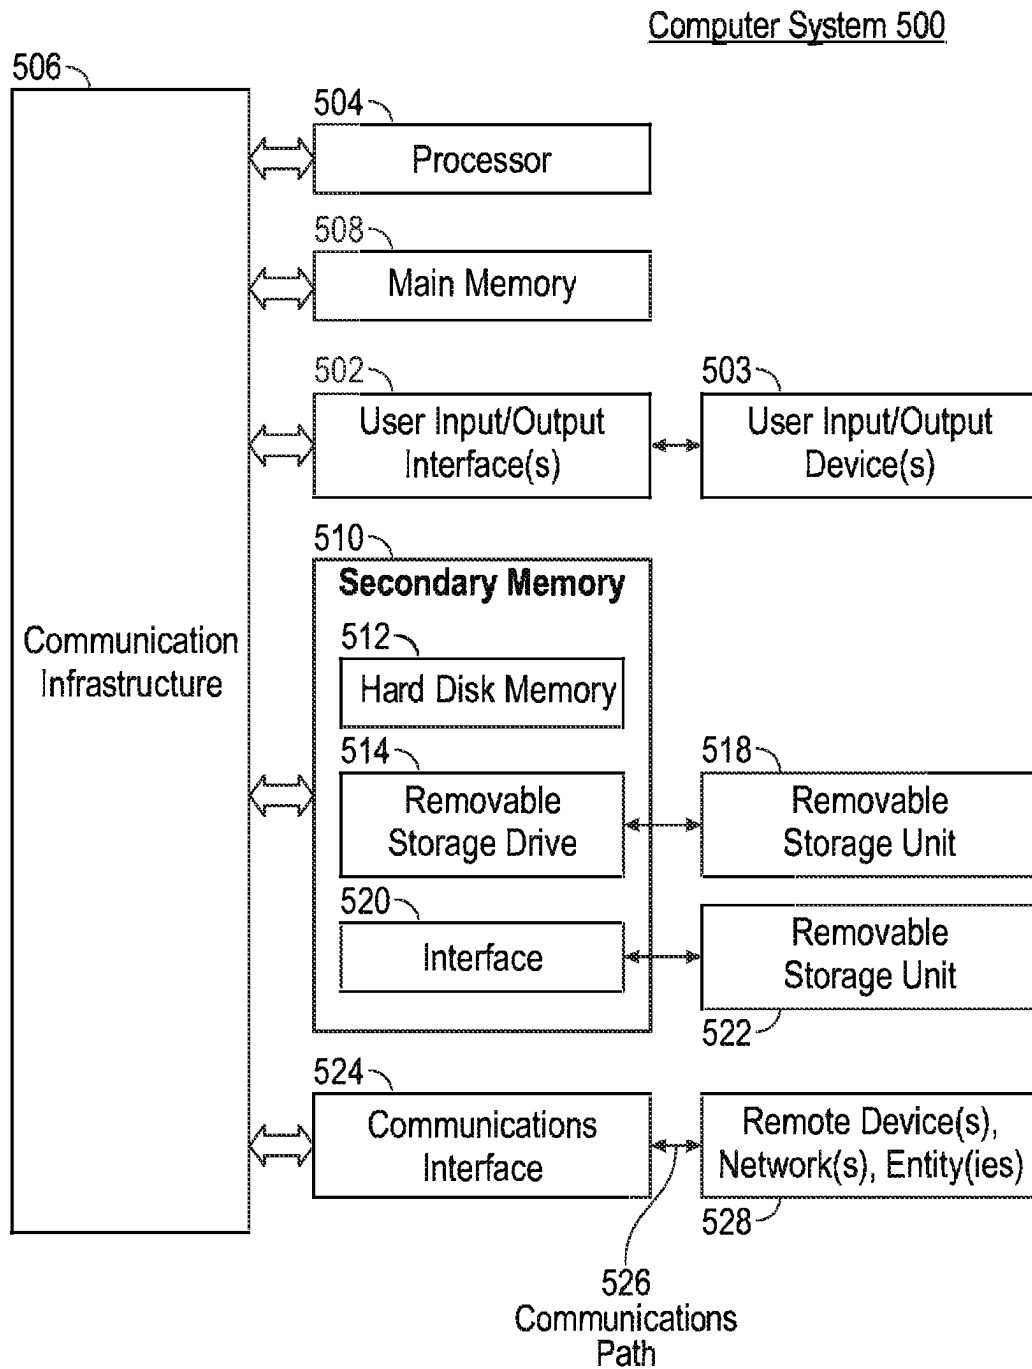 Computer System 500
506
504
Processor
508
Main Memory
502
User Input/Output
Interface(s)
503
User Input/Output
Device(s)
510
Secondary Memory
Communication
Infrastructure
512
Hard Disk Memory
514
Removable
Storage Drive
518
Removable
Storage Unit
520
Interface
Removable
Storage Unit
522
524
Communications
Interface
Remote Device(s),
Network(s), Entity(ies)
528
526
Communications
Path